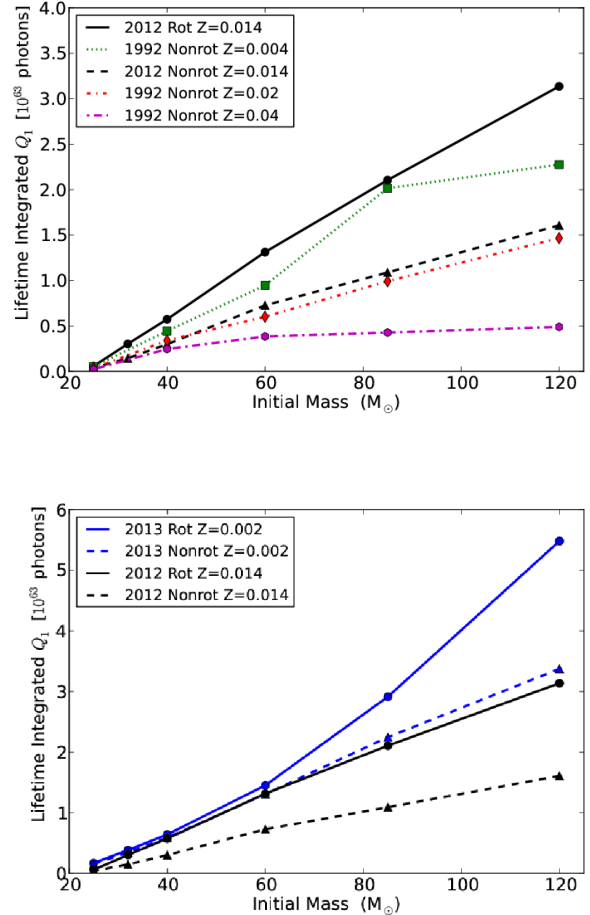 4.0
3.5
3.0
2.5
2.0
1.5
1.0
0.5
0.0
Lifetime Integrated Q₁ [10⁶³ photons]
2012 Rot Z=0.014
1992 Nonrot Z=0.004
2012 Nonrot Z=0.014
1992 Nonrot Z=0.02
1992 Nonrot Z=0.04
20 40 60 80 100 120
Initial Mass (M☉)
6
5
4
3
2
1
0
Lifetime Integrated Q₁ [10⁶³ photons]
2013 Rot Z=0.002
2013 Nonrot Z=0.002
2012 Rot Z=0.014
2012 Nonrot Z=0.014
20 40 60 80 100 120
Initial Mass (M☉)